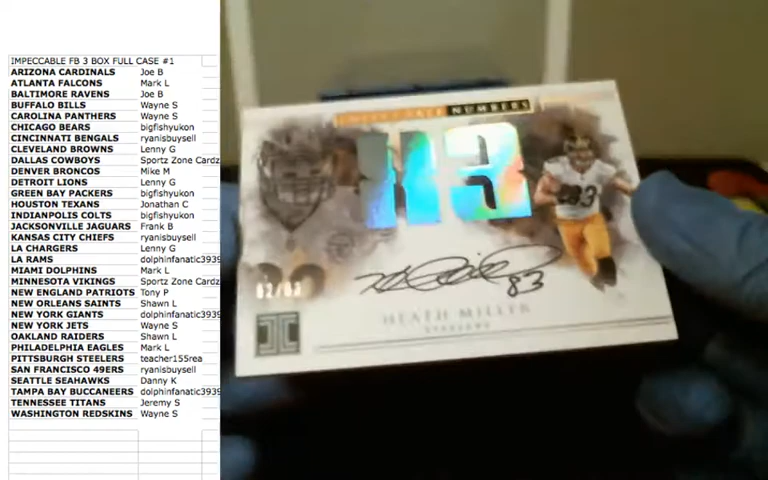 IMPECCABLE FB 3 BOX FULL CASE #1
ARIZONA CARDINALS Joe B
ATLANTA FALCONS Mark L
BALTIMORE RAVENS Joe B
BUFFALO BILLS Wayne S
CAROLINA PANTHERS Wayne S
CHICAGO BEARS bigfishyukon
CINCINNATI BENGALS ryanisbuysell
CLEVELAND BROWNS Lenny G
DALLAS COWBOYS Sportz Zone Cardz
DENVER BRONCOS Mike M
DETROIT LIONS Lenny G
GREEN BAY PACKERS bigfishyukon
HOUSTON TEXANS Jonathan C
INDIANPOLIS COLTS bigfishyukon
JACKSONVILLE JAGUARS Frank B
KANSAS CITY CHIEFS ryanisbuysell
LA CHARGERS Lenny G
LA RAMS dolphinfanatic3939
MIAMI DOLPHINS Mark L
MINNESOTA VIKINGS Sportz Zone Cardz
NEW ENGLAND PATRIOTS Tony P
NEW ORLEANS SAINTS Shawn L
NEW YORK GIANTS dolphinfanatic3939
NEW YORK JETS Wayne S
OAKLAND RAIDERS Shawn L
PHILADELPHIA EAGLES Mark L
PITTSBURGH STEELERS teacher155rea
SAN FRANCISCO 49ERS ryanisbuysell
SEATTLE SEAHAWKS Danny K
TAMPA BAY BUCCANEERS dolphinfanatic3939
TENNESSEE TITANS Jeremy S
WASHINGTON REDSKINS Wayne S
NUMBERS
83
83
83
HEATH MILLER
STEELERS